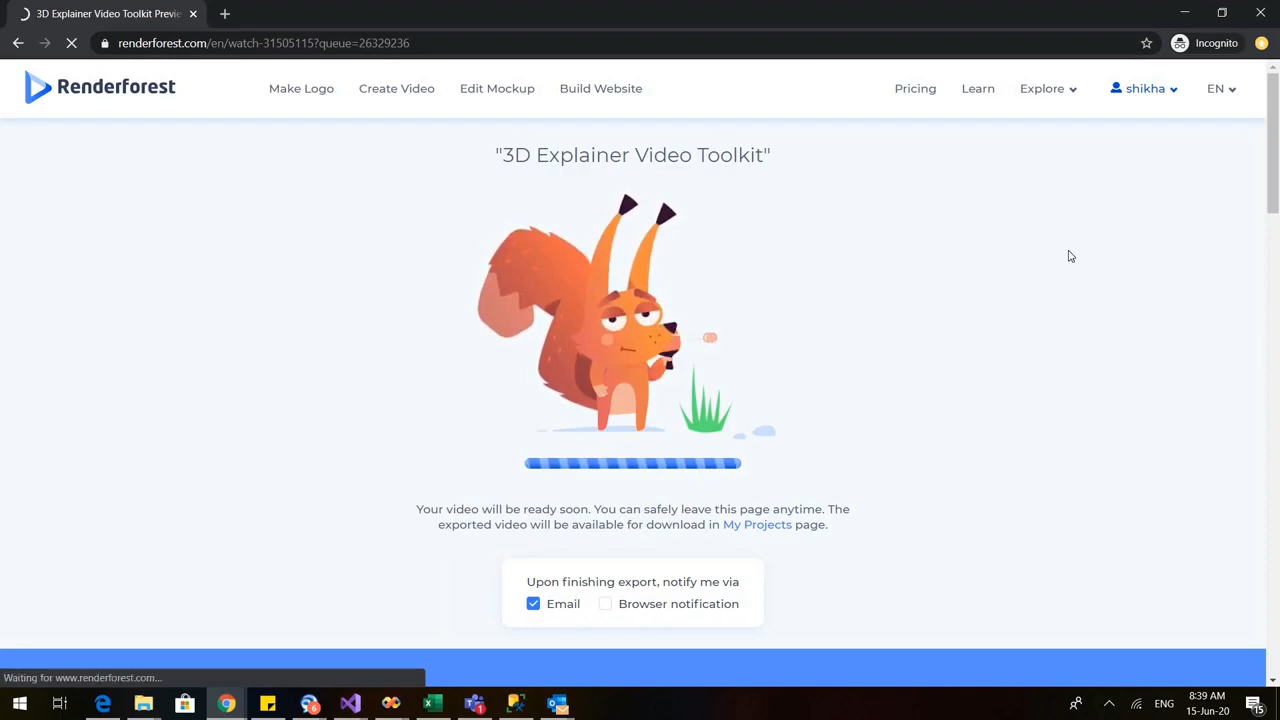 3D Explainer Video Toolkit Previe
renderforest.com/en/watch-31505115?queue=26329236
Incognito
Renderforest
Make Logo
Create Video
Edit Mockup
Build Website
Pricing
Learn
Explore
shikha
EN
"3D Explainer Video Toolkit"
Your video will be ready soon. You can safely leave this page anytime. The
exported video will be available for download in My Projects page.
Upon finishing export, notify me via
Email
Browser notification
Waiting for www.renderforest.com...
6
1
ENG
8:39 AM
15-Jun-20
15